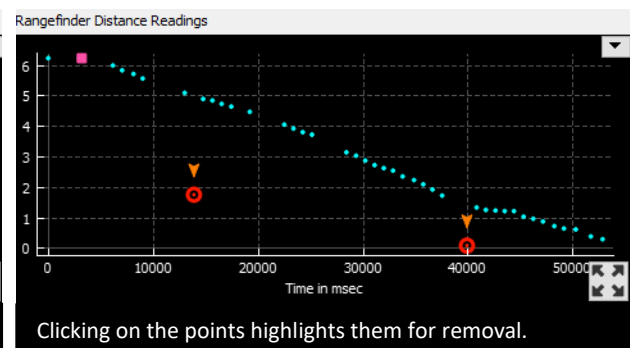 Rangefinder Distance Readings
6
5
4
3
2
1
0
0 10000 20000 30000 40000 50000
Time in msec
Clicking on the points highlights them for removal.